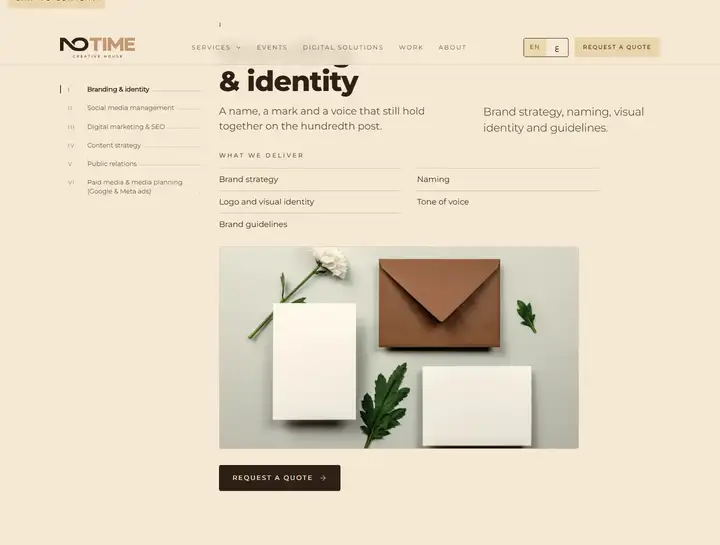 NOTIME
CREATIVE HOUSE
SERVICES
EVENTS
DIGITAL SOLUTIONS
WORK
ABOUT
EN
ع
REQUEST A QUOTE
I Branding & identity
II Social media management
III Digital marketing & SEO
IV Content strategy
V Public relations
VI Paid media & media planning
(Google & Meta ads)
I
& identity
A name, a mark and a voice that still hold
together on the hundredth post.
Brand strategy, naming, visual
identity and guidelines.
WHAT WE DELIVER
Brand strategy
Naming
Logo and visual identity
Tone of voice
Brand guidelines
REQUEST A QUOTE →